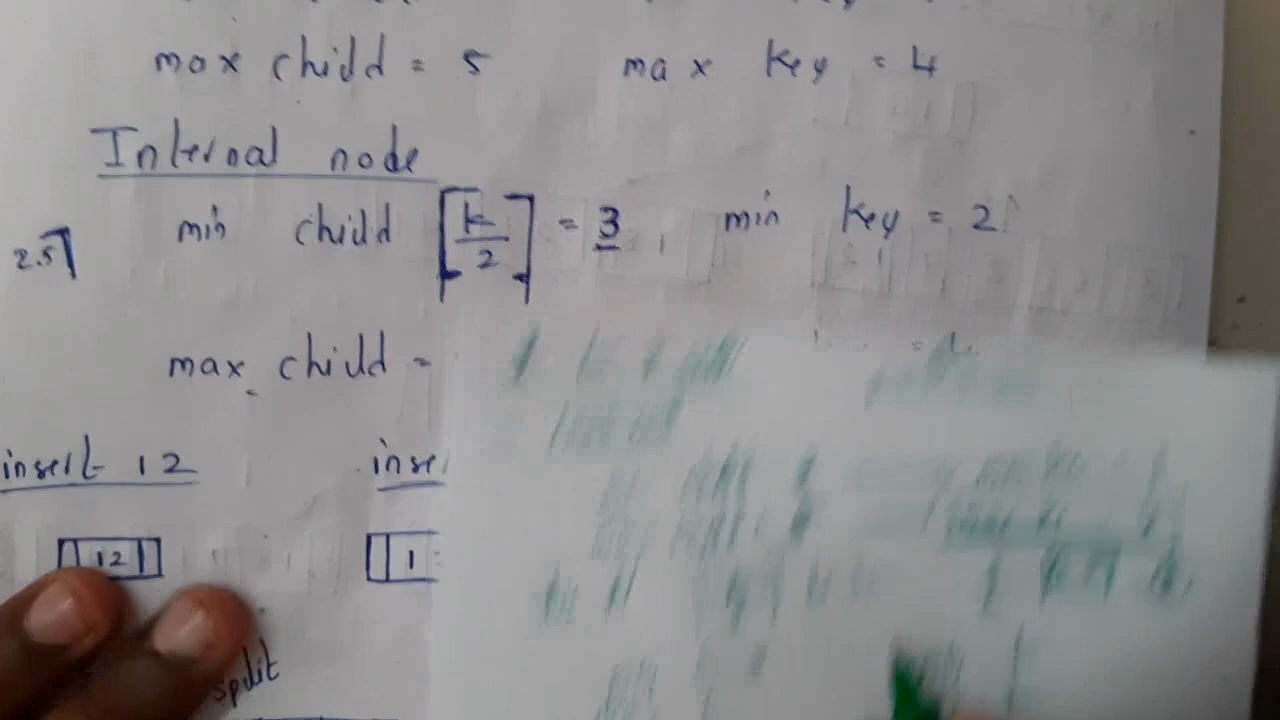 max child = 5 max key = 4
Internal node
min child ⌈k/2⌉ = 3 min key = 2
2.5⌉
max child =
insert 12 inse
12 1
split